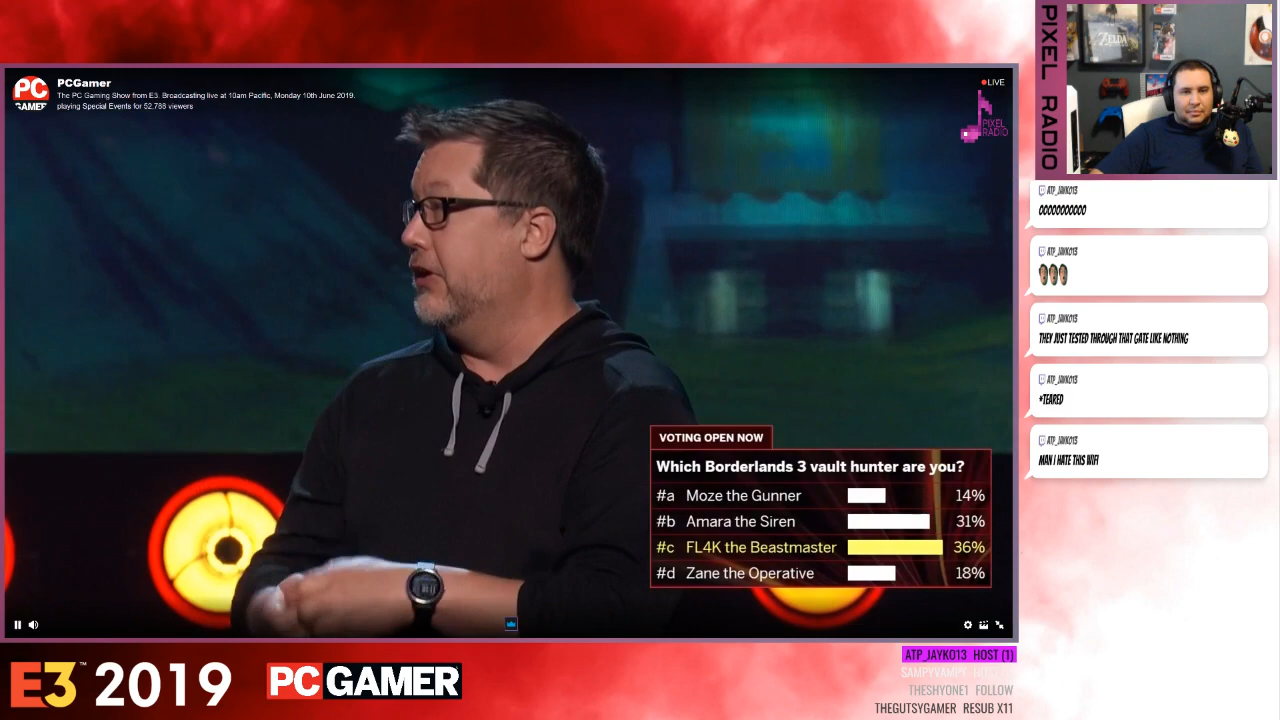 PC GAMER
PCGamer
The PC Gaming Show from E3. Broadcasting live at 10am Pacific, Monday 10th June 2019.
playing Special Events for 52,788 viewers
LIVE
PIXEL RADIO
VOTING OPEN NOW
Which Borderlands 3 vault hunter are you?
#a Moze the Gunner 14%
#b Amara the Siren 31%
#c FL4K the Beastmaster 36%
#d Zane the Operative 18%
PIXEL RADIO
ZELDA
ATP_JAYKO13
OOOOOOOOOOO
ATP_JAYKO13
ATP_JAYKO13
THEY JUST TESTED THROUGH THAT GATE LIKE NOTHING
ATP_JAYKO13
*TEARED
ATP_JAYKO13
MAN I HATE THIS WIFI
E3™ 2019
PC GAMER
ATP_JAYKO13 HOST (1)
SAMPYVAMPY
THESHYONE1 FOLLOW
THEGUTSYGAMER RESUB X11